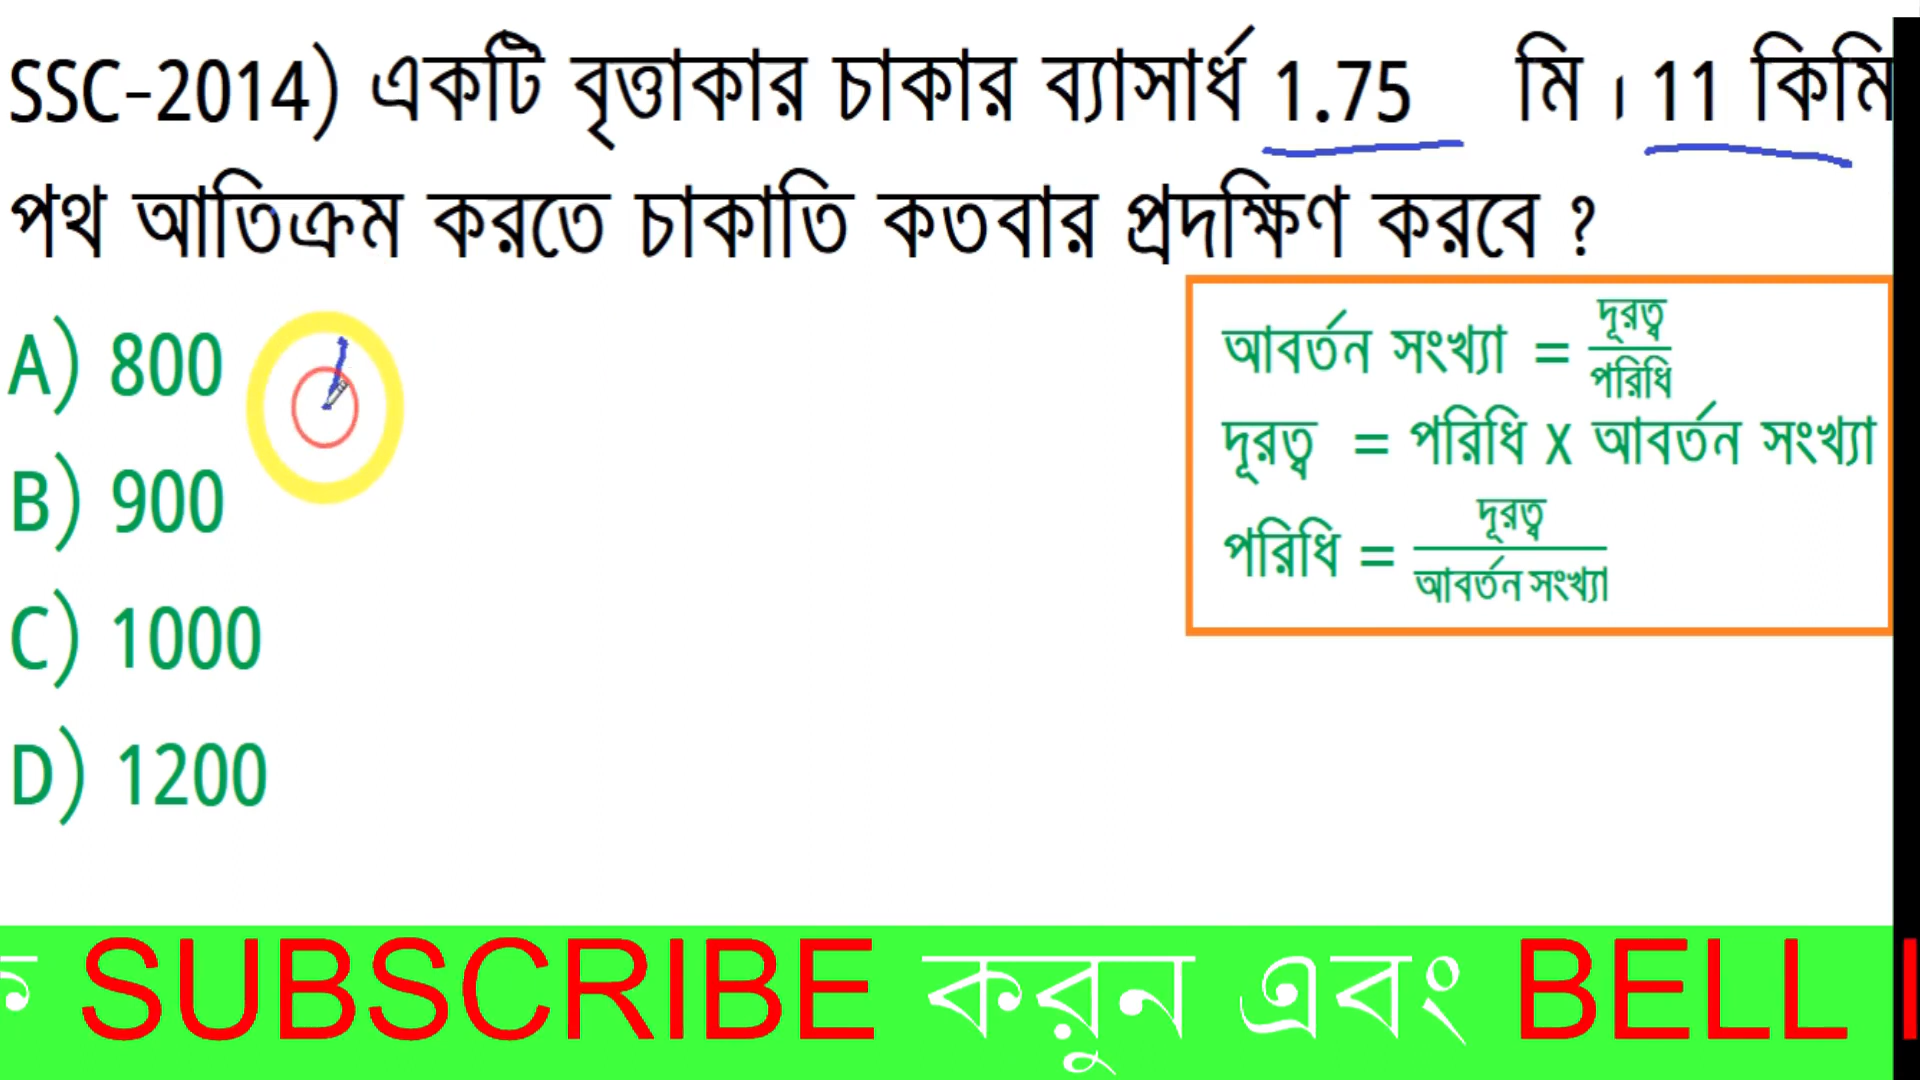 SSC-2014) একটি বৃত্তাকার চাকার ব্যাসার্ধ 1.75 মি । 11 কিমি
পথ আতিক্রম করতে চাকাতি কতবার প্রদক্ষিণ করবে ?
A) 800
B) 900
C) 1000
D) 1200
আবর্তন সংখ্যা = দূরত্ব / পরিধি
দূরত্ব = পরিধি x আবর্তন সংখ্যা
পরিধি = দূরত্ব / আবর্তন সংখ্যা
SUBSCRIBE করুন এবং BELL